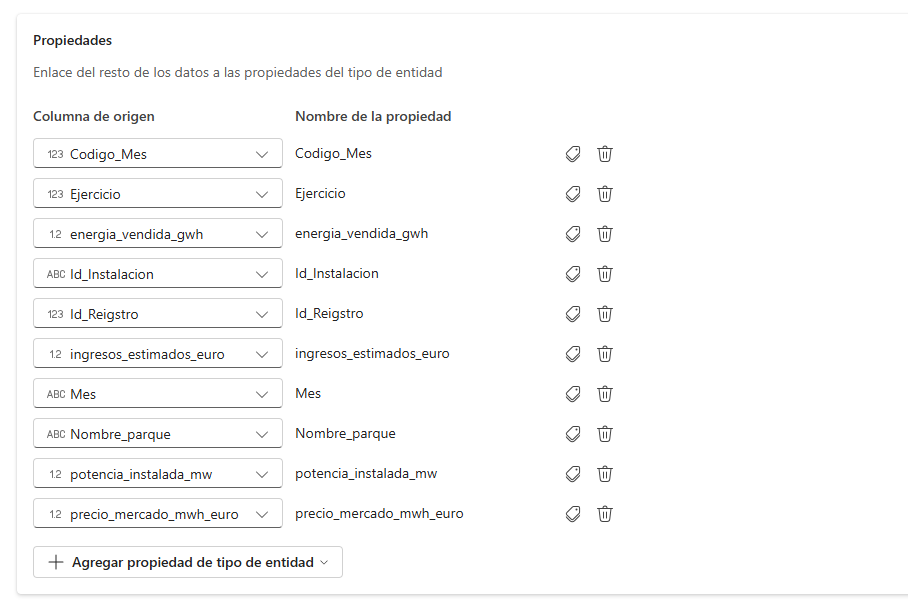 Propiedades
Enlace del resto de los datos a las propiedades del tipo de entidad
Columna de origen Nombre de la propiedad
123 Codigo_Mes Codigo_Mes
123 Ejercicio Ejercicio
1.2 energia_vendida_gwh energia_vendida_gwh
ABC Id_Instalacion Id_Instalacion
123 Id_Reigstro Id_Reigstro
1.2 ingresos_estimados_euro ingresos_estimados_euro
ABC Mes Mes
ABC Nombre_parque Nombre_parque
1.2 potencia_instalada_mw potencia_instalada_mw
1.2 precio_mercado_mwh_euro precio_mercado_mwh_euro
Agregar propiedad de tipo de entidad